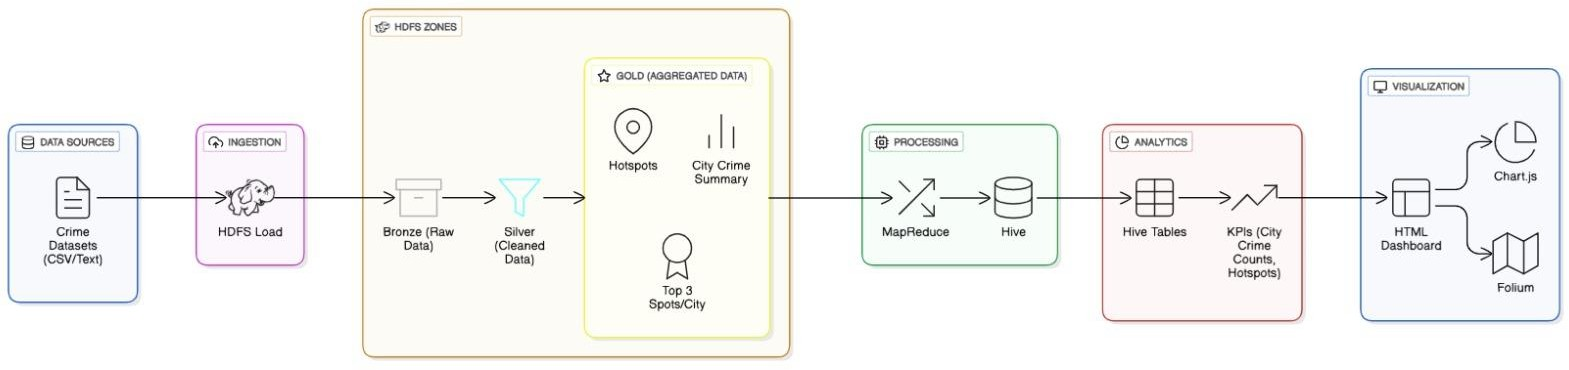 DATA SOURCES
Crime
Datasets
(CSV/Text)
INGESTION
HDFS Load
HDFS ZONES
Bronze (Raw
Data)
Silver
(Cleaned
Data)
GOLD (AGGREGATED DATA)
Hotspots
City Crime
Summary
Top 3
Spots/City
PROCESSING
MapReduce
Hive
ANALYTICS
Hive Tables
KPIs (City
Crime
Counts,
Hotspots)
VISUALIZATION
HTML
Dashboard
Chart.js
Folium